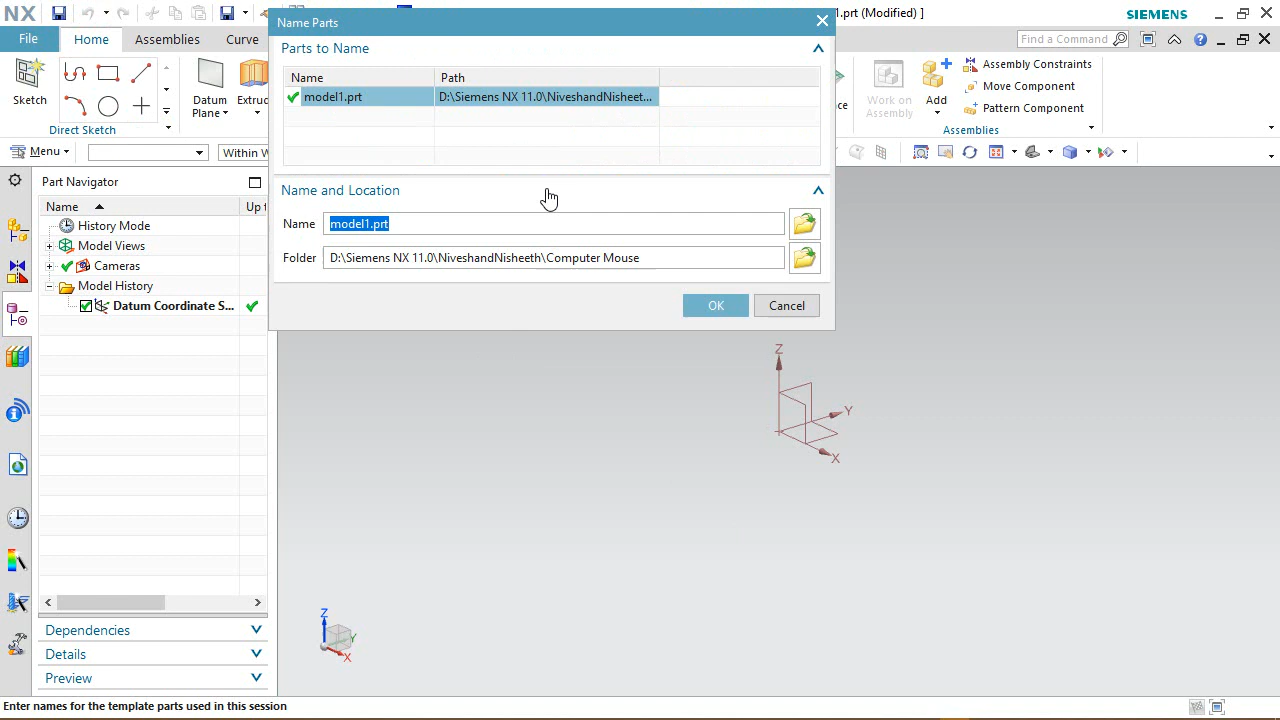 NX
Name Parts
.prt (Modified) ]
SIEMENS
File
Home
Assemblies
Curve
Find a Command
Parts to Name
Name
Path
model1.prt
D:\Siemens NX 11.0\NiveshandNisheet...
Sketch
Datum
Plane
Extruc
Direct Sketch
Work on
Assembly
Add
Assembly Constraints
Move Component
Pattern Component
Assemblies
Menu
Within W
Part Navigator
Name
Up t
History Mode
Model Views
Cameras
Model History
Datum Coordinate S...
Name and Location
Name
model1.prt
Folder
D:\Siemens NX 11.0\NiveshandNisheeth\Computer Mouse
OK
Cancel
Z
Y
X
Z
Y
X
Dependencies
Details
Preview
Enter names for the template parts used in this session